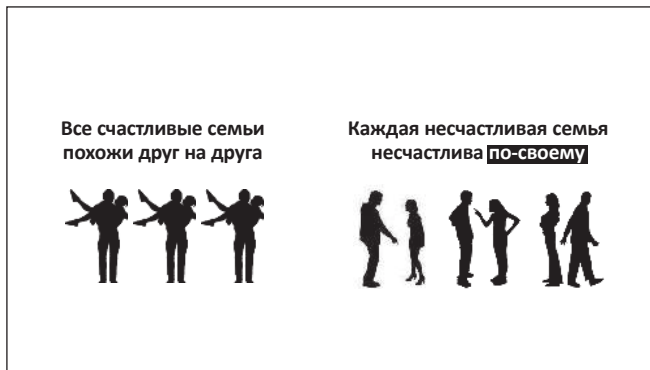 Все счастливые семьи
похожи друг на друга
Каждая несчастливая семья
несчастлива по-своему